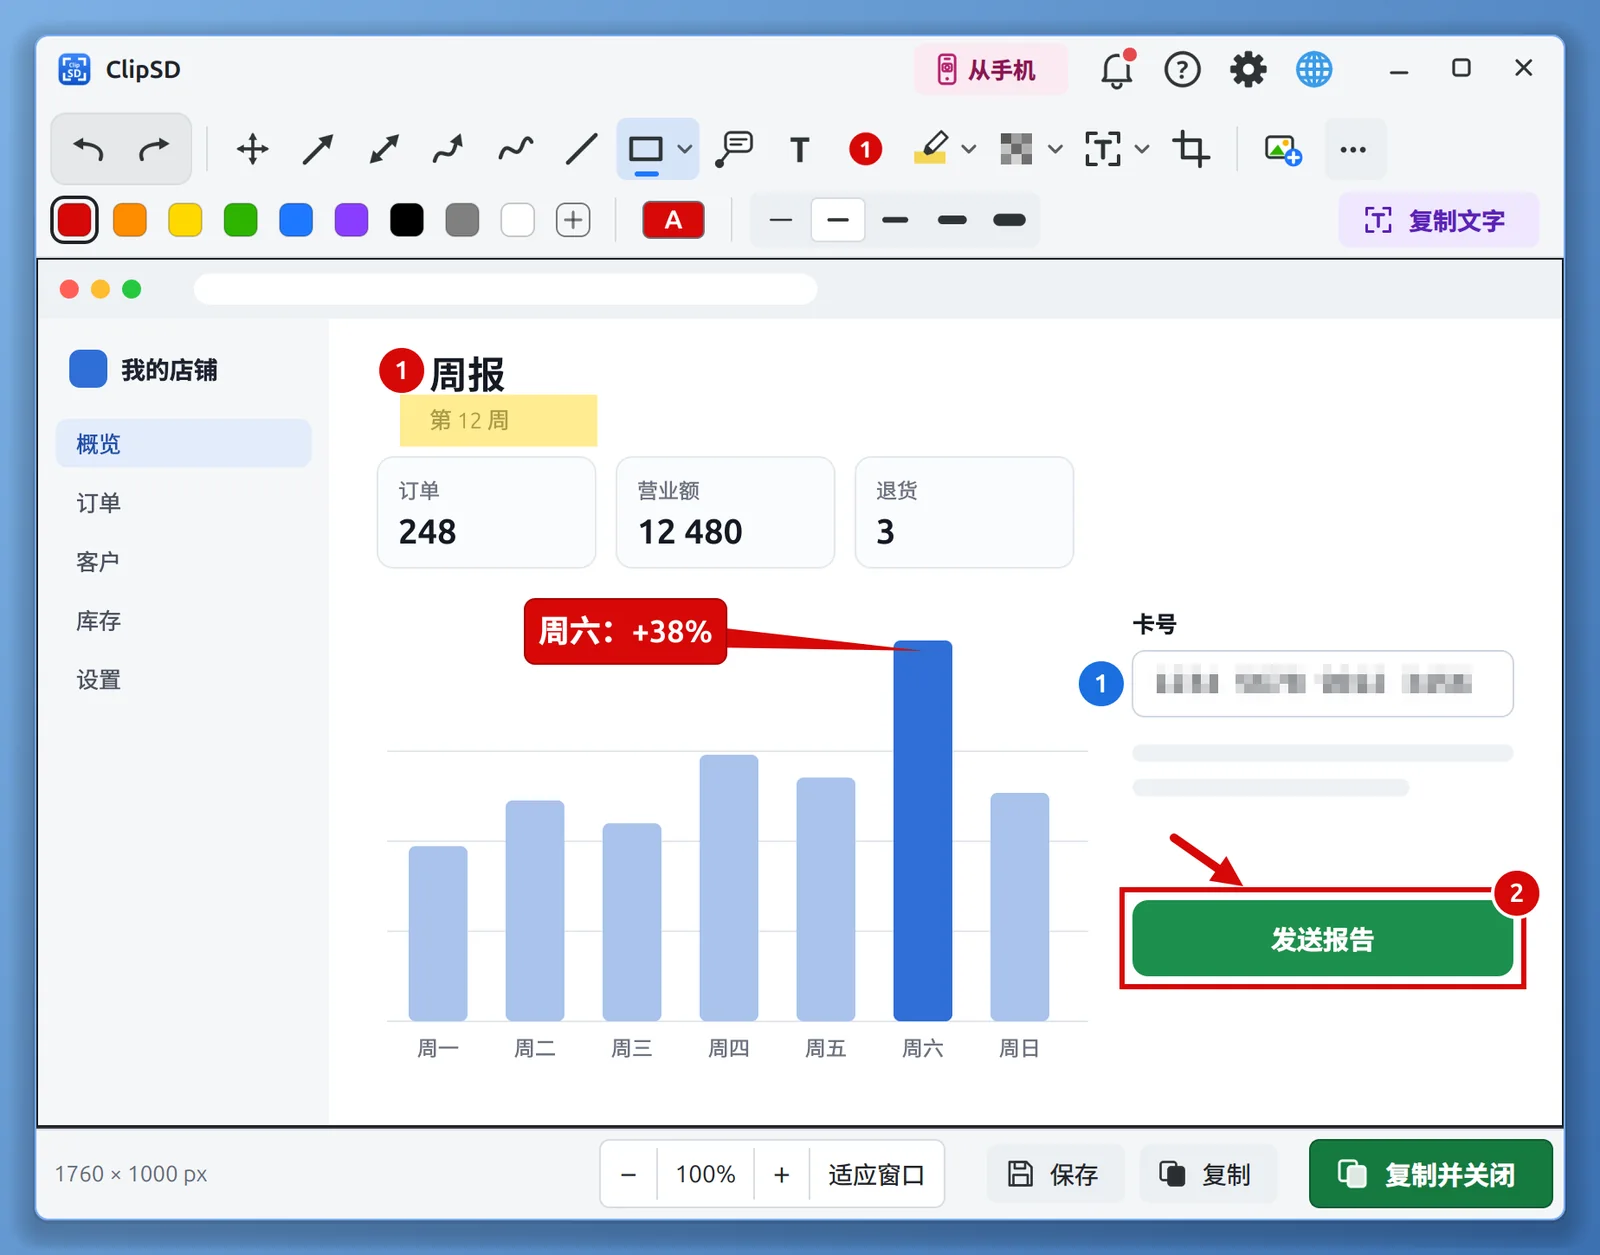 ClipSD
从手机
T
1
T
A
复制文字
我的店铺
概览
订单
客户
库存
设置
1
周报
第 12 周
订单
248
营业额
12 480
退货
3
周六：+38%
卡号
1
发送报告
2
周一
周二
周三
周四
周五
周六
周日
1760 × 1000 px
100%
适应窗口
保存
复制
复制并关闭